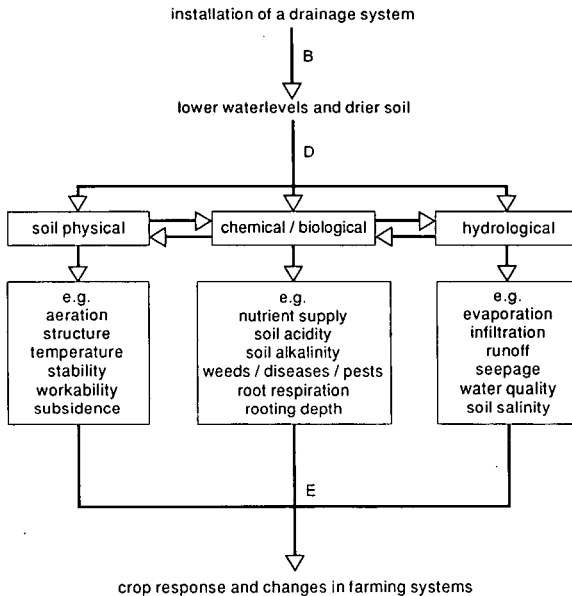 installation of a drainage system
B
lower waterlevels and drier soil
D
soil physical
chemical / biological
hydrological
e.g.
aeration
structure
temperature
stability
workability
subsidence
e.g.
nutrient supply
soil acidity
soil alkalinity
weeds / diseases / pests
root respiration
rooting depth
e.g.
evaporation
infiltration
runoff
seepage
water quality
soil salinity
E
crop response and changes in farming systems